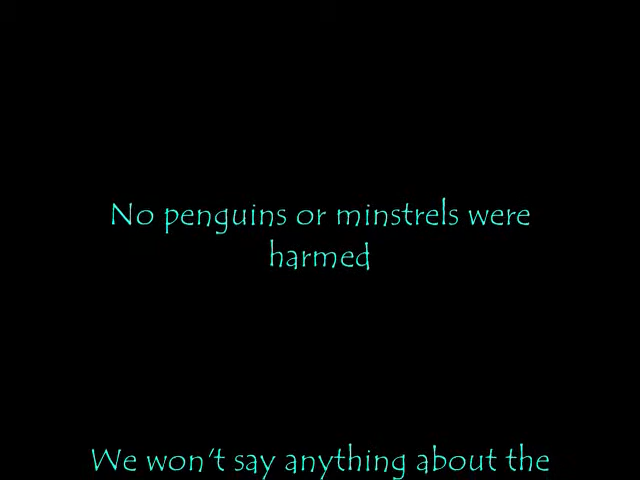 No penguins or minstrels were
harmed
We won't say anything about the